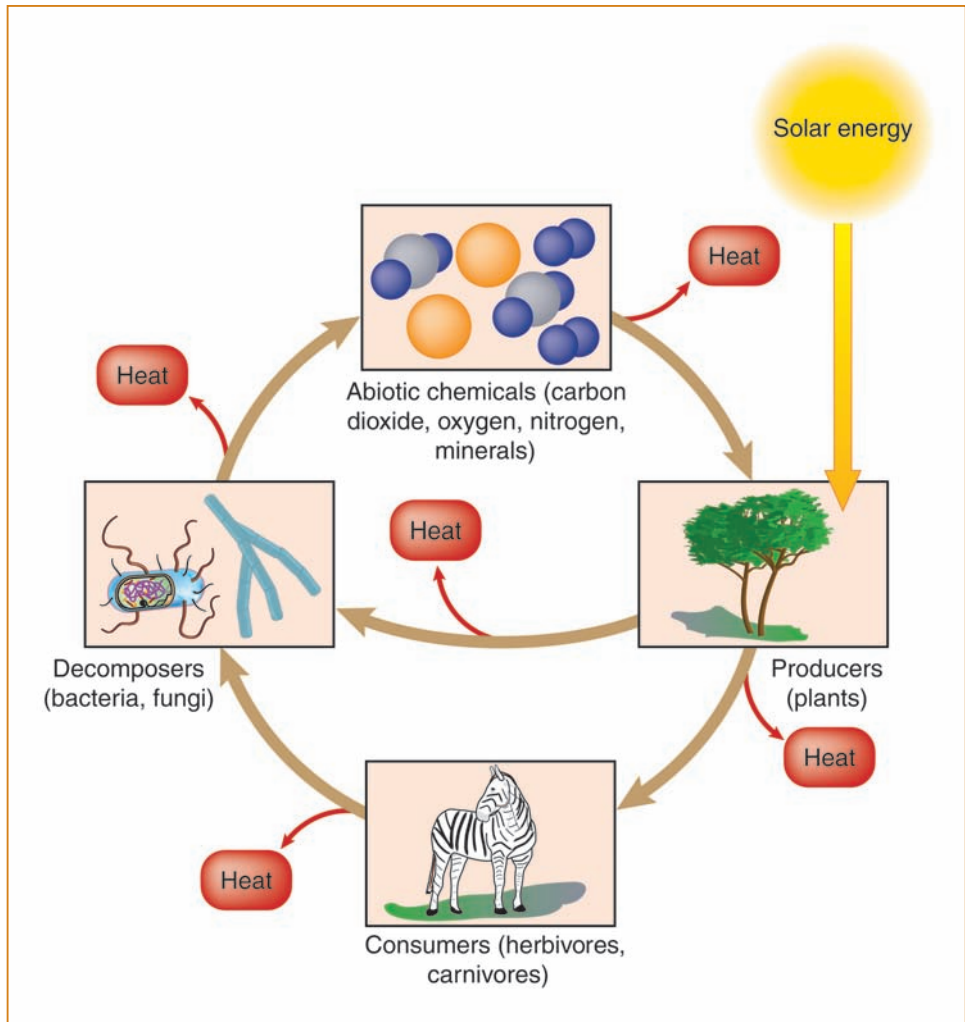 Solar energy
Heat
Abiotic chemicals (carbon
dioxide, oxygen, nitrogen,
minerals)
Heat
Heat
Decomposers
(bacteria, fungi)
Producers
(plants)
Heat
Heat
Consumers (herbivores,
carnivores)